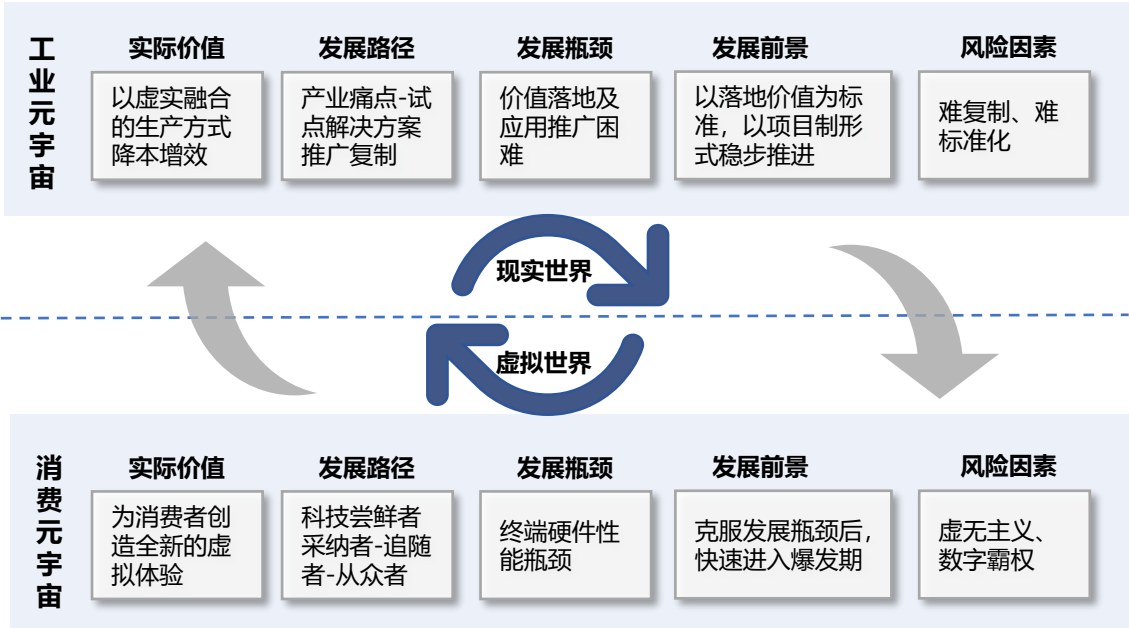 工业元宇宙
实际价值
发展路径
发展瓶颈
发展前景
风险因素
以虚实融合
的生产方式
降本增效
产业痛点-试
点解决方案
推广复制
价值落地及
应用推广困
难
以落地价值为标
准，以项目制形
式稳步推进
难复制、难
标准化
现实世界
虚拟世界
消费元宇宙
实际价值
发展路径
发展瓶颈
发展前景
风险因素
为消费者创
造全新的虚
拟体验
科技尝鲜者
采纳者-追随
者-从众者
终端硬件性
能瓶颈
克服发展瓶颈后，
快速进入爆发期
虚无主义、
数字霸权